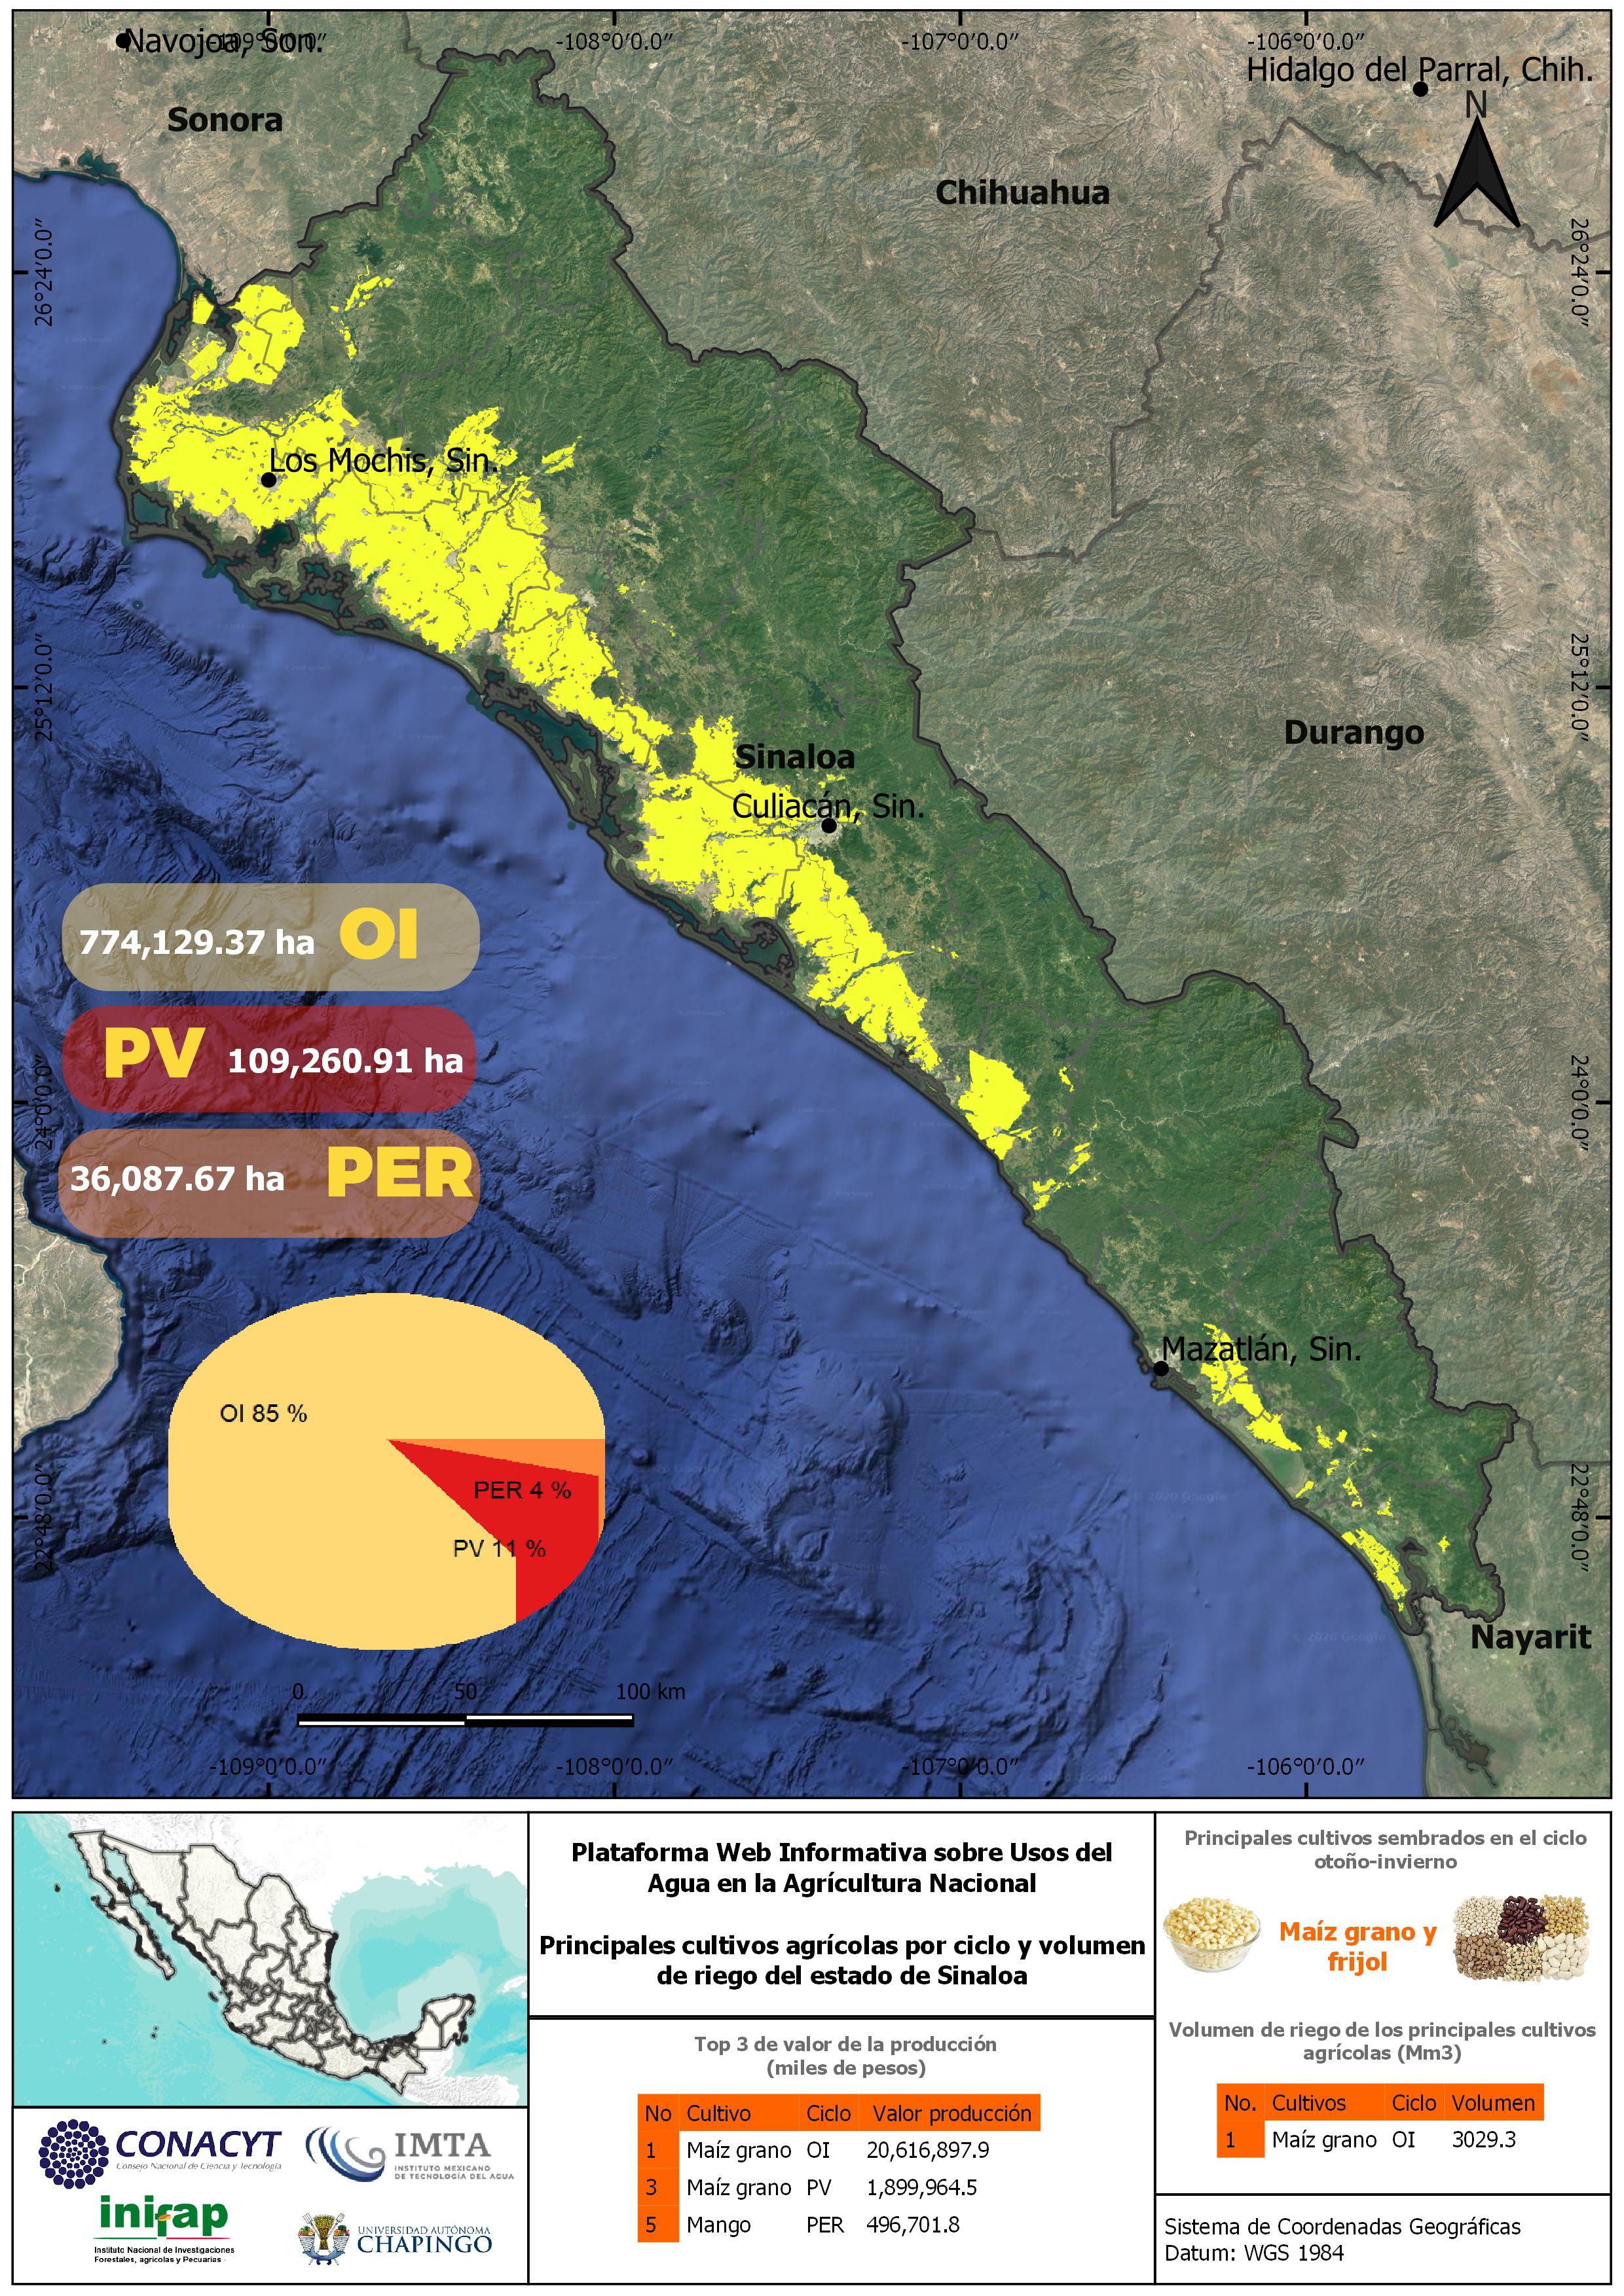 Navojoa, Son.
-109°0′0.0″
-108°0′0.0″
-107°0′0.0″
-106°0′0.0″
Hidalgo del Parral, Chih.
N
Sonora
Chihuahua
26°24′0.0″
26°24′0.0″
Los Mochis, Sin.
25°12′0.0″
25°12′0.0″
Durango
Sinaloa
Culiacán, Sin.
774,129.37 ha OI
PV 109,260.91 ha
36,087.67 ha PER
24°0′0.0″
24°0′0.0″
Mazatlán, Sin.
OI 85 %
PER 4 %
PV 11 %
22°48′0.0″
22°48′0.0″
Nayarit
0 50 100 km
-109°0′0.0″
-108°0′0.0″
-107°0′0.0″
-106°0′0.0″
Plataforma Web Informativa sobre Usos del
Agua en la Agrícultura Nacional
Principales cultivos agrícolas por ciclo y volumen
de riego del estado de Sinaloa
Top 3 de valor de la producción
(miles de pesos)
No Cultivo Ciclo Valor producción
1 Maíz grano OI 20,616,897.9
3 Maíz grano PV 1,899,964.5
5 Mango PER 496,701.8
Principales cultivos sembrados en el ciclo
otoño-invierno
Maíz grano y
frijol
Volumen de riego de los principales cultivos
agrícolas (Mm3)
No. Cultivos Ciclo Volumen
1 Maíz grano OI 3029.3
Sistema de Coordenadas Geográficas
Datum: WGS 1984
CONACYT
Consejo Nacional de Ciencia y Tecnología
IMTA
INSTITUTO MEXICANO
DE TECNOLOGÍA DEL AGUA
inifap
Instituto Nacional de Investigaciones
Forestales, agrícolas y Pecuarias
UNIVERSIDAD AUTÓNOMA
CHAPINGO